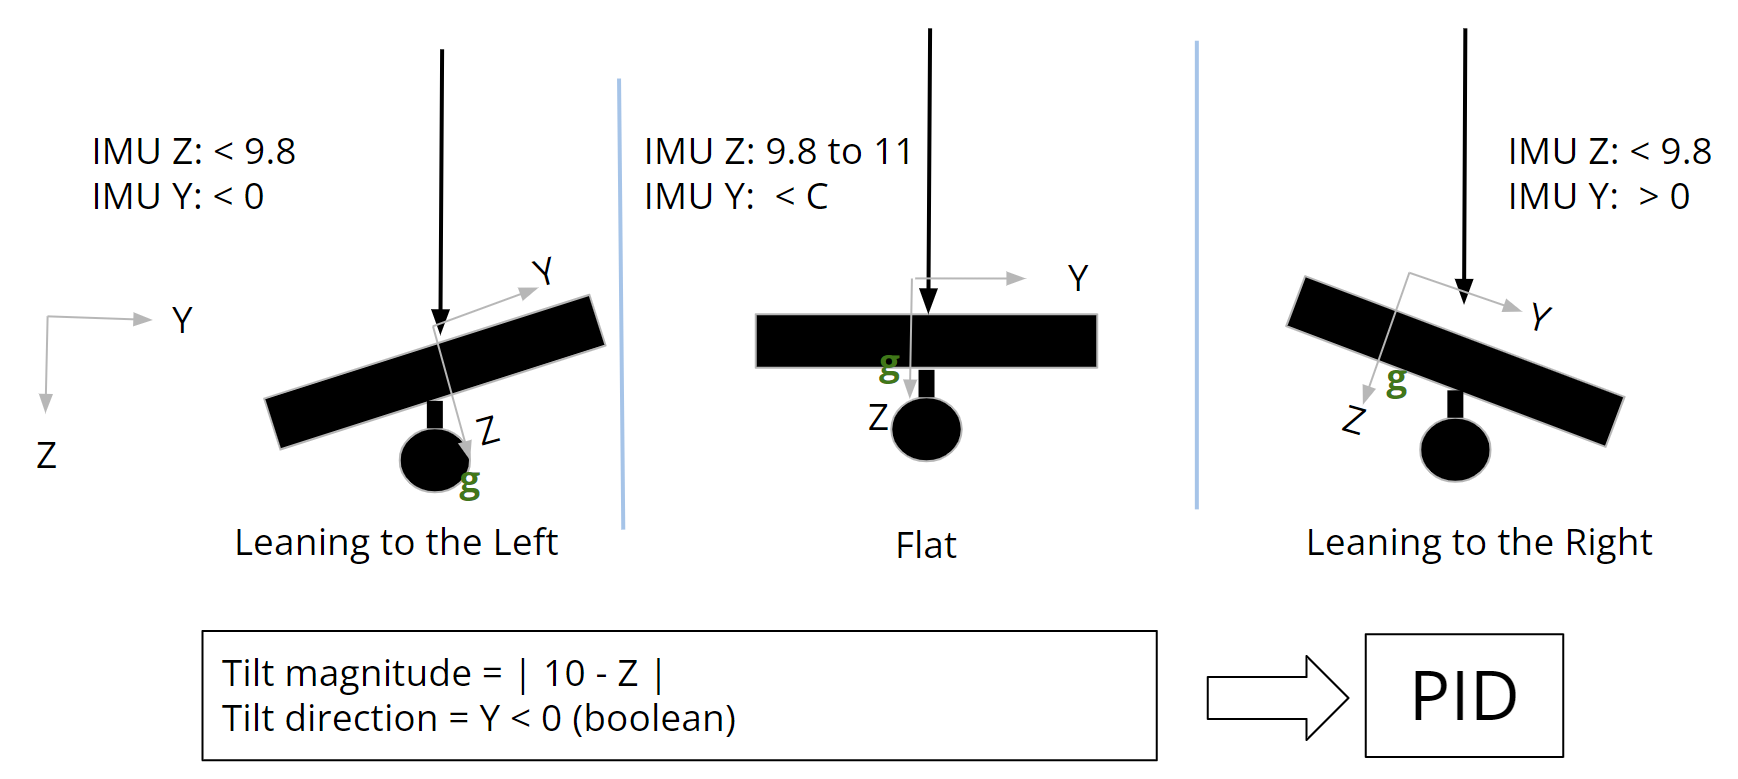 IMU Z: < 9.8
IMU Y: < 0
IMU Z: 9.8 to 11
IMU Y:  < C
IMU Z: < 9.8
IMU Y:  > 0
Y
Z
Y
Z
g
Y
g
Z
Y
g
Z
Leaning to the Left
Flat
Leaning to the Right
Tilt magnitude = | 10 - Z |
Tilt direction = Y < 0 (boolean)
PID